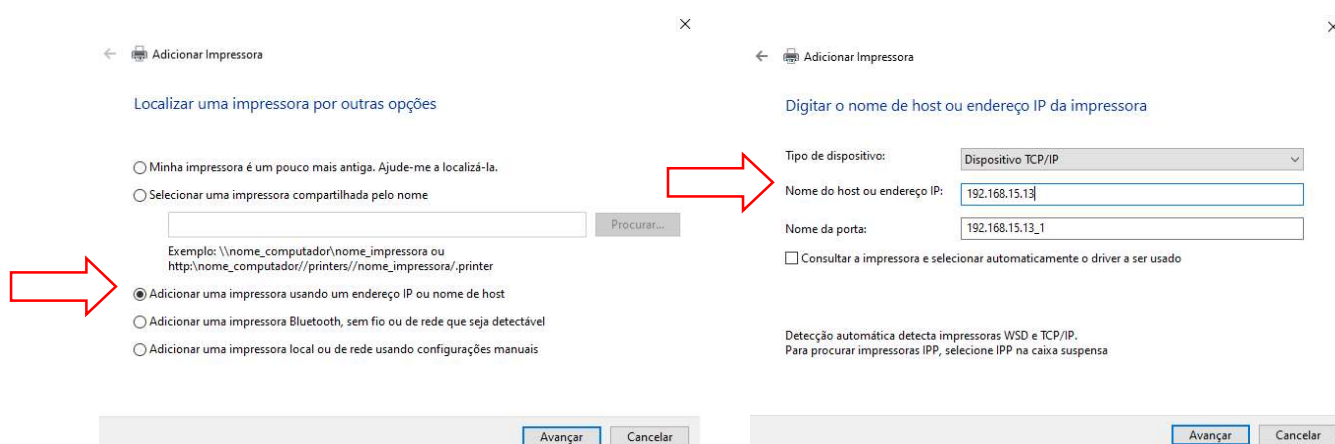 Adicionar Impressora
Localizar uma impressora por outras opções
Minha impressora é um pouco mais antiga. Ajude-me a localizá-la.
Selecionar uma impressora compartilhada pelo nome
Procurar...
Exemplo: \\nome_computador\nome_impressora ou
http:\nome_computador//printers//nome_impressora/.printer
Adicionar uma impressora usando um endereço IP ou nome de host
Adicionar uma impressora Bluetooth, sem fio ou de rede que seja detectável
Adicionar uma impressora local ou de rede usando configurações manuais
Avançar Cancelar
Adicionar Impressora
Digitar o nome de host ou endereço IP da impressora
Tipo de dispositivo: Dispositivo TCP/IP
Nome do host ou endereço IP: 192.168.15.13
Nome da porta: 192.168.15.13_1
Consultar a impressora e selecionar automaticamente o driver a ser usado
Detecção automática detecta impressoras WSD e TCP/IP.
Para procurar impressoras IPP, selecione IPP na caixa suspensa
Avançar Cancelar